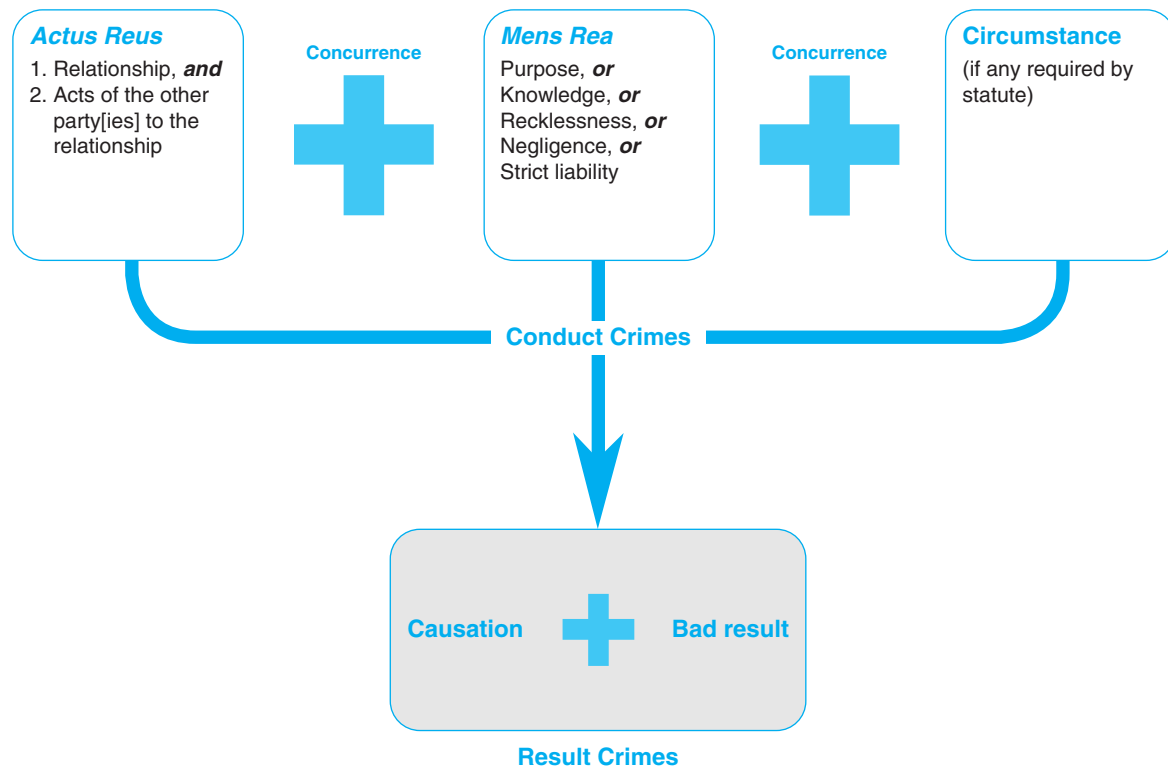 Actus Reus
1. Relationship, and
2. Acts of the other
party[ies] to the
relationship
Concurrence
Mens Rea
Purpose, or
Knowledge, or
Recklessness, or
Negligence, or
Strict liability
Concurrence
Circumstance
(if any required by
statute)
Conduct Crimes
Causation
Bad result
Result Crimes